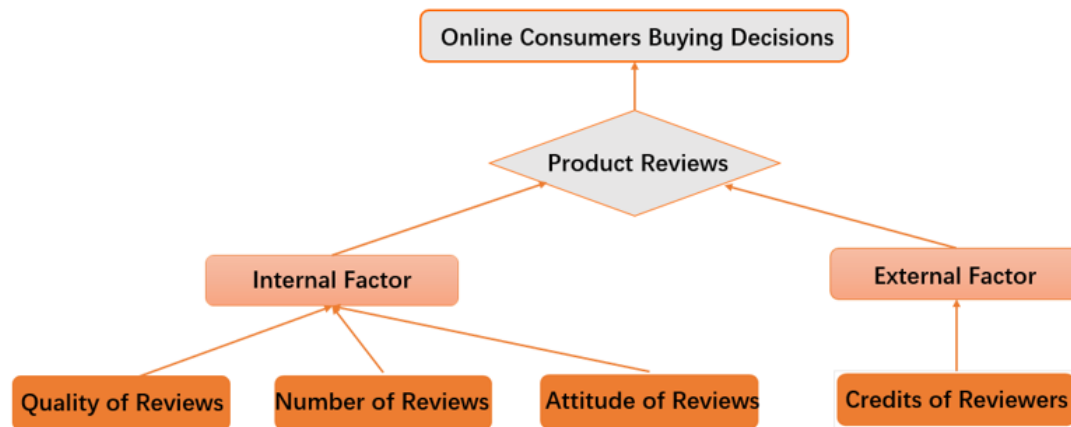 Online Consumers Buying Decisions
Product Reviews
Internal Factor
External Factor
Quality of Reviews
Number of Reviews
Attitude of Reviews
Credits of Reviewers